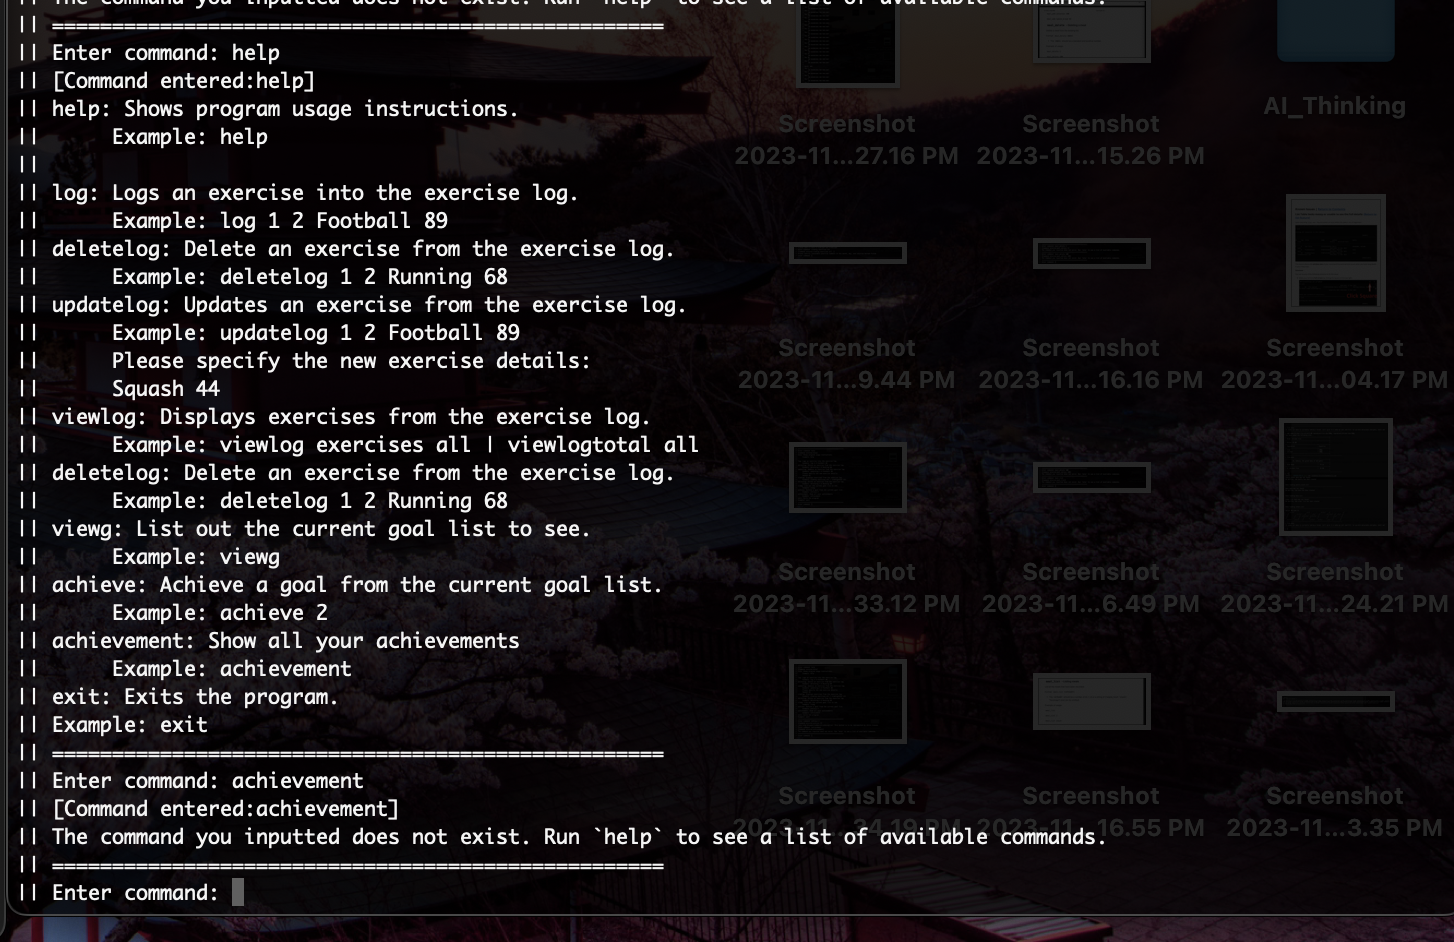 || The command you inputted does not exist. Run `help` to see a list of available commands.
|| ===================================================
|| Enter command: help
|| [Command entered:help]
|| help: Shows program usage instructions.
||      Example: help
||
|| log: Logs an exercise into the exercise log.
||      Example: log 1 2 Football 89
|| deletelog: Delete an exercise from the exercise log.
||      Example: deletelog 1 2 Running 68
|| updatelog: Updates an exercise from the exercise log.
||      Example: updatelog 1 2 Football 89
||      Please specify the new exercise details:
||      Squash 44
|| viewlog: Displays exercises from the exercise log.
||      Example: viewlog exercises all | viewlogtotal all
|| deletelog: Delete an exercise from the exercise log.
||      Example: deletelog 1 2 Running 68
|| viewg: List out the current goal list to see.
||      Example: viewg
|| achieve: Achieve a goal from the current goal list.
||      Example: achieve 2
|| achievement: Show all your achievements
||      Example: achievement
|| exit: Exits the program.
|| Example: exit
|| ===================================================
|| Enter command: achievement
|| [Command entered:achievement]
|| The command you inputted does not exist. Run `help` to see a list of available commands.
|| ===================================================
|| Enter command:
AI_Thinking
Screenshot
2023-11...27.16 PM
Screenshot
2023-11...15.26 PM
Screenshot
2023-11...9.44 PM
Screenshot
2023-11...16.16 PM
Screenshot
2023-11...04.17 PM
Screenshot
2023-11...33.12 PM
Screenshot
2023-11...6.49 PM
Screenshot
2023-11...24.21 PM
Screenshot
2023-11...34.19 PM
Screenshot
2023-11...16.55 PM
Screenshot
2023-11...3.35 PM